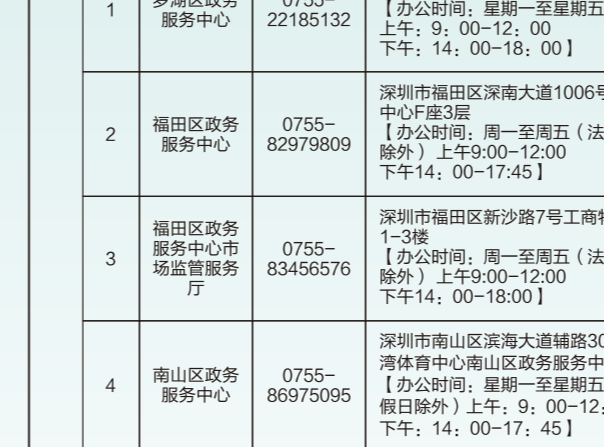 1
罗湖区政务
服务中心
0755-
22185132
【办公时间：星期一至星期五
上午：9：00-12：00
下午：14：00-18：00】
2
福田区政务
服务中心
0755-
82979809
深圳市福田区深南大道1006号
中心F座3层
【办公时间：周一至周五（法
除外） 上午9:00-12:00
下午14：00-17:45】
3
福田区政务
服务中心市
场监管服务
厅
0755-
83456576
深圳市福田区新沙路7号工商物
1-3楼
【办公时间：周一至周五（法
除外） 上午9:00-12:00
下午14：00-18:00】
4
南山区政务
服务中心
0755-
86975095
深圳市南山区滨海大道辅路30
湾体育中心南山区政务服务中
【办公时间：星期一至星期五
假日除外）上午：9：00-12：
下午：14：00-17：45】